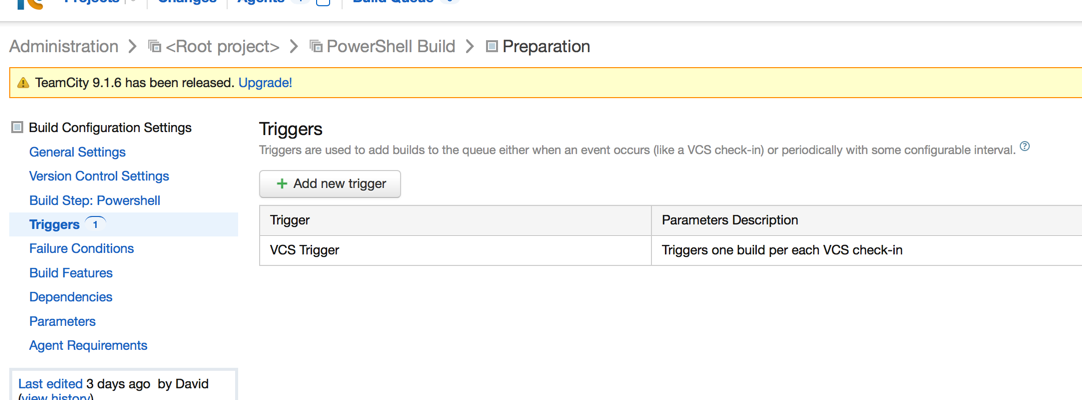 Projects Changes Agents Build Queue
Administration > <Root project> > PowerShell Build > Preparation
TeamCity 9.1.6 has been released. Upgrade!
Build Configuration Settings
General Settings
Version Control Settings
Build Step: Powershell
Triggers 1
Failure Conditions
Build Features
Dependencies
Parameters
Agent Requirements
Last edited 3 days ago by David
(view history)
Triggers
Triggers are used to add builds to the queue either when an event occurs (like a VCS check-in) or periodically with some configurable interval. ?
+ Add new trigger
Trigger Parameters Description
VCS Trigger Triggers one build per each VCS check-in